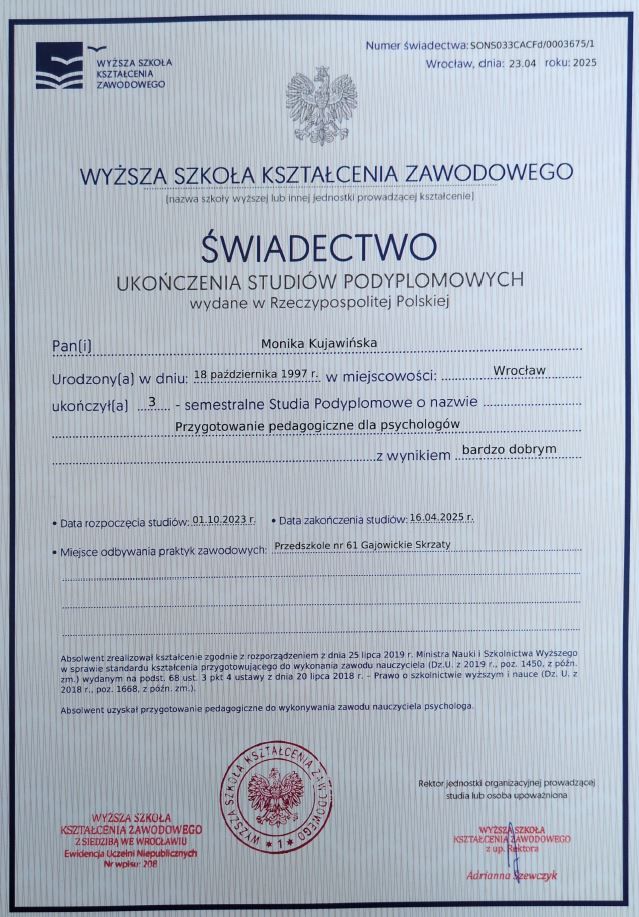 WYŻSZA SZKOŁA
KSZTAŁCENIA
ZAWODOWEGO
Numer świadectwa: SONS033CACFd/0003675/1
Wrocław, dnia: 23.04 roku: 2025
WYŻSZA SZKOŁA KSZTAŁCENIA ZAWODOWEGO
(nazwa szkoły wyższej lub innej jednostki prowadzącej kształcenie)
ŚWIADECTWO
UKOŃCZENIA STUDIÓW PODYPLOMOWYCH
wydane w Rzeczypospolitej Polskiej
Pan(i) Monika Kujawińska
Urodzony(a) w dniu: 18 października 1997 r. w miejscowości: Wrocław
ukończył(a) 3 - semestralne Studia Podyplomowe o nazwie
Przygotowanie pedagogiczne dla psychologów
z wynikiem bardzo dobrym
• Data rozpoczęcia studiów: 01.10.2023 r. • Data zakończenia studiów: 16.04.2025 r.
• Miejsce odbywania praktyk zawodowych: Przedszkole nr 61 Gajowickie Skrzaty
Absolwent zrealizował kształcenie zgodnie z rozporządzeniem z dnia 25 lipca 2019 r. Ministra Nauki i Szkolnictwa Wyższego
w sprawie standardu kształcenia przygotowującego do wykonania zawodu nauczyciela (Dz.U. z 2019 r., poz. 1450, z późn.
zm.) wydanym na podst. 68 ust. 3 pkt 4 ustawy z dnia 20 lipca 2018 r. – Prawo o szkolnictwie wyższym i nauce (Dz. U. z
2018 r., poz. 1668, z późn. zm.).
Absolwent uzyskał przygotowanie pedagogiczne do wykonywania zawodu nauczyciela psychologa.
WYŻSZA SZKOŁA KSZTAŁCENIA ZAWODOWEGO
* 1 *
WYŻSZA SZKOŁA
KSZTAŁCENIA ZAWODOWEGO
Z SIEDZIBĄ WE WROCŁAWIU
Ewidencja Uczelni Niepublicznych
Nr wpisu: 208
Rektor jednostki organizacyjnej prowadzącej
studia lub osoba upoważniona
WYŻSZA SZKOŁA
KSZTAŁCENIA ZAWODOWEGO
z up. Rektora
Adrianna Szewczyk